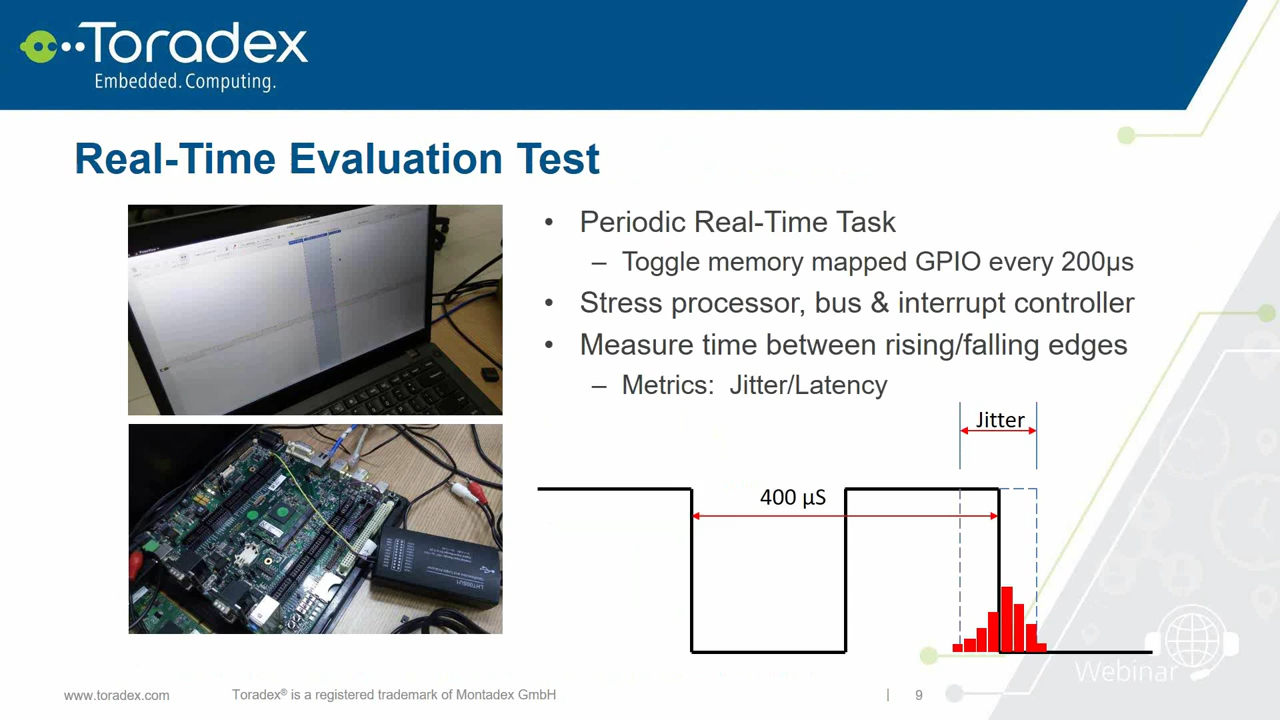 Toradex
Embedded. Computing.
Real-Time Evaluation Test
• Periodic Real-Time Task
– Toggle memory mapped GPIO every 200µs
• Stress processor, bus & interrupt controller
• Measure time between rising/falling edges
– Metrics: Jitter/Latency
Jitter
400 µS
LHT00SU1
Webinar
www.toradex.com
Toradex® is a registered trademark of Montadex GmbH
| 9